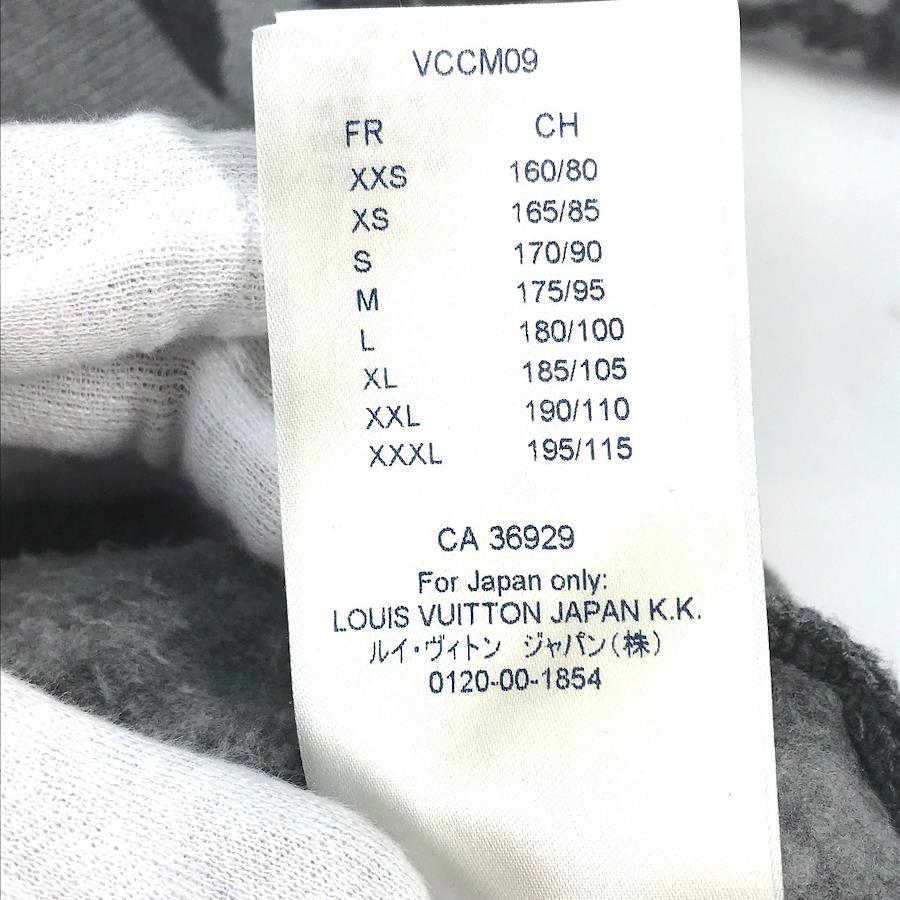 VCCM09
FR CH
XXS 160/80
XS 165/85
S 170/90
M 175/95
L 180/100
XL 185/105
XXL 190/110
XXXL 195/115
CA 36929
For Japan only:
LOUIS VUITTON JAPAN K.K.
ルイ・ヴィトン ジャパン(株)
0120-00-1854